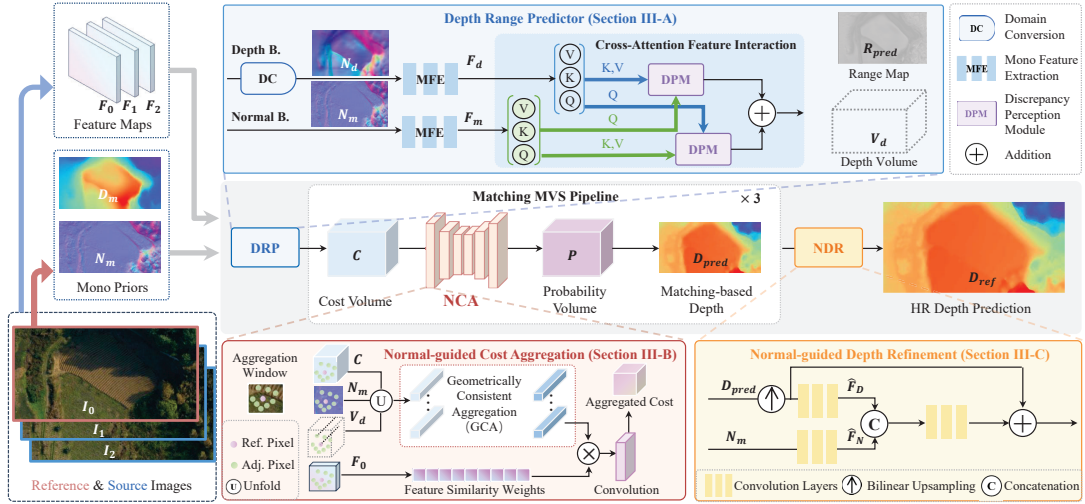 Depth Range Predictor (Section III-A)
Depth B.
DC
N_d
MFE
F_d
Normal B.
N_m
MFE
F_m
Cross-Attention Feature Interaction
V
K
Q
V
K
Q
K,V
Q
Q
K,V
DPM
DPM
R_pred
Range Map
V_d
Depth Volume
DC
Domain
Conversion
MFE
Mono Feature
Extraction
DPM
Discrepancy
Perception
Module
Addition
F_0
F_1
F_2
Feature Maps
D_m
N_m
Mono Priors
I_0
I_1
I_2
Reference & Source Images
Matching MVS Pipeline
× 3
DRP
C
Cost Volume
NCA
P
Probability
Volume
D_pred
Matching-based
Depth
NDR
D_ref
HR Depth Prediction
Normal-guided Cost Aggregation (Section III-B)
Aggregation
Window
C
N_m
V_d
U
Geometrically
Consistent
Aggregation
(GCA)
Aggregated Cost
Ref. Pixel
Adj. Pixel
U
Unfold
F_0
Feature Similarity Weights
Convolution
Normal-guided Depth Refinement (Section III-C)
D_pred
F̂_D
N_m
F̂_N
C
Convolution Layers
Bilinear Upsampling
C
Concatenation